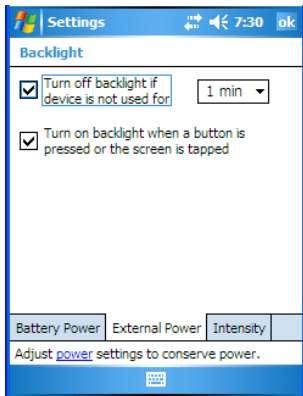 Settings 7:30 ok
Backlight
Turn off backlight if
device is not used for
1 min
Turn on backlight when a button is
pressed or the screen is tapped
Battery Power External Power Intensity
Adjust power settings to conserve power.